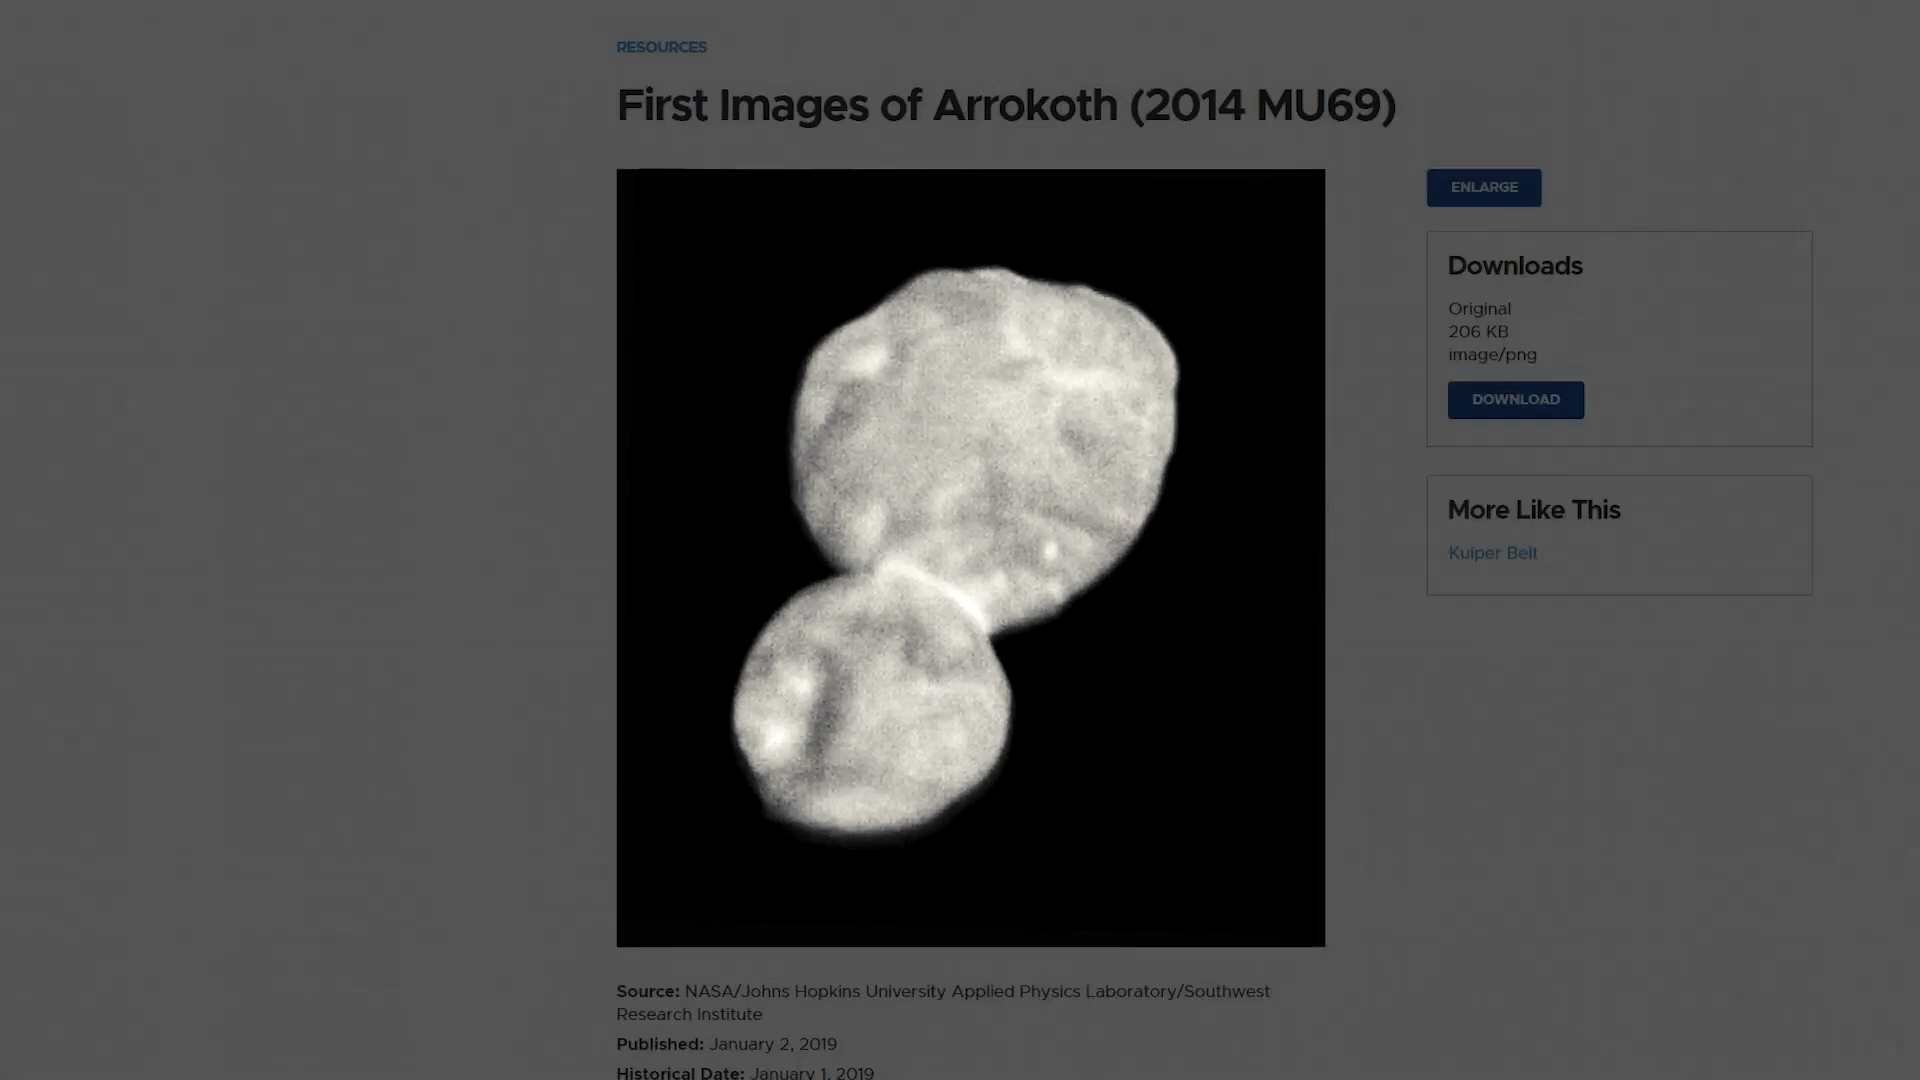 RESOURCES
First Images of Arrokoth (2014 MU69)
ENLARGE
Downloads
Original
206 KB
image/png
DOWNLOAD
More Like This
Kuiper Belt
Source: NASA/Johns Hopkins University Applied Physics Laboratory/Southwest
Research Institute
Published: January 2, 2019
Historical Date: January 1, 2019